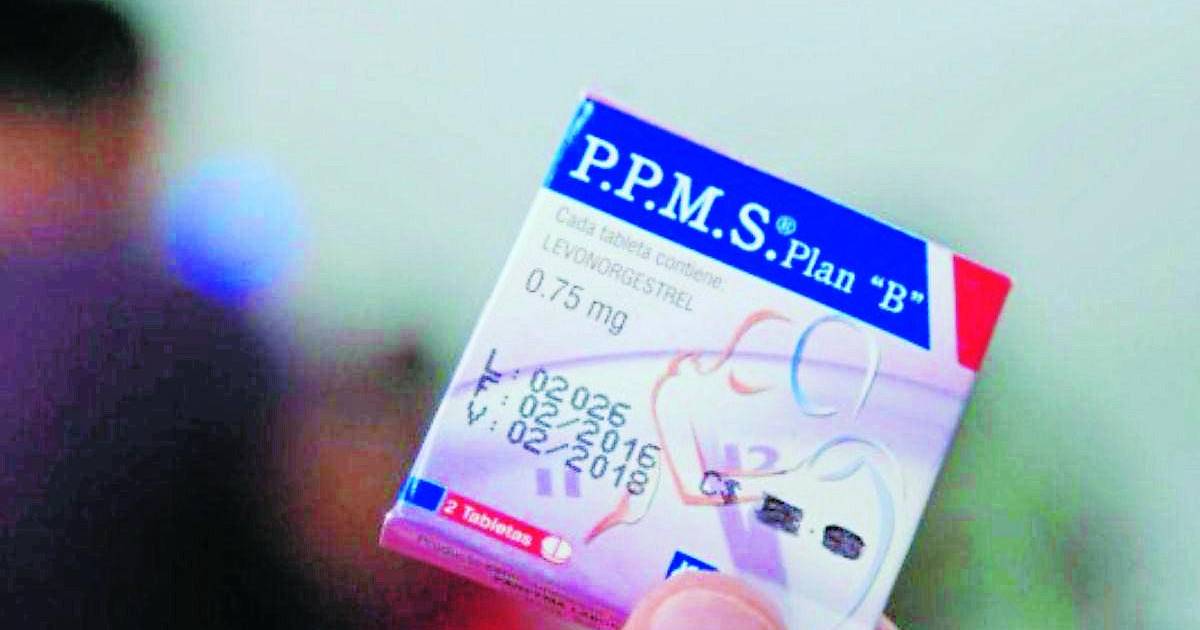 P.P.M.S.® Plan "B"
Cada tableta contiene:
LEVONORGESTREL
0.75 mg
L: 02026
F: 02/2016
V: 02/2018
C$
2 Tabletas